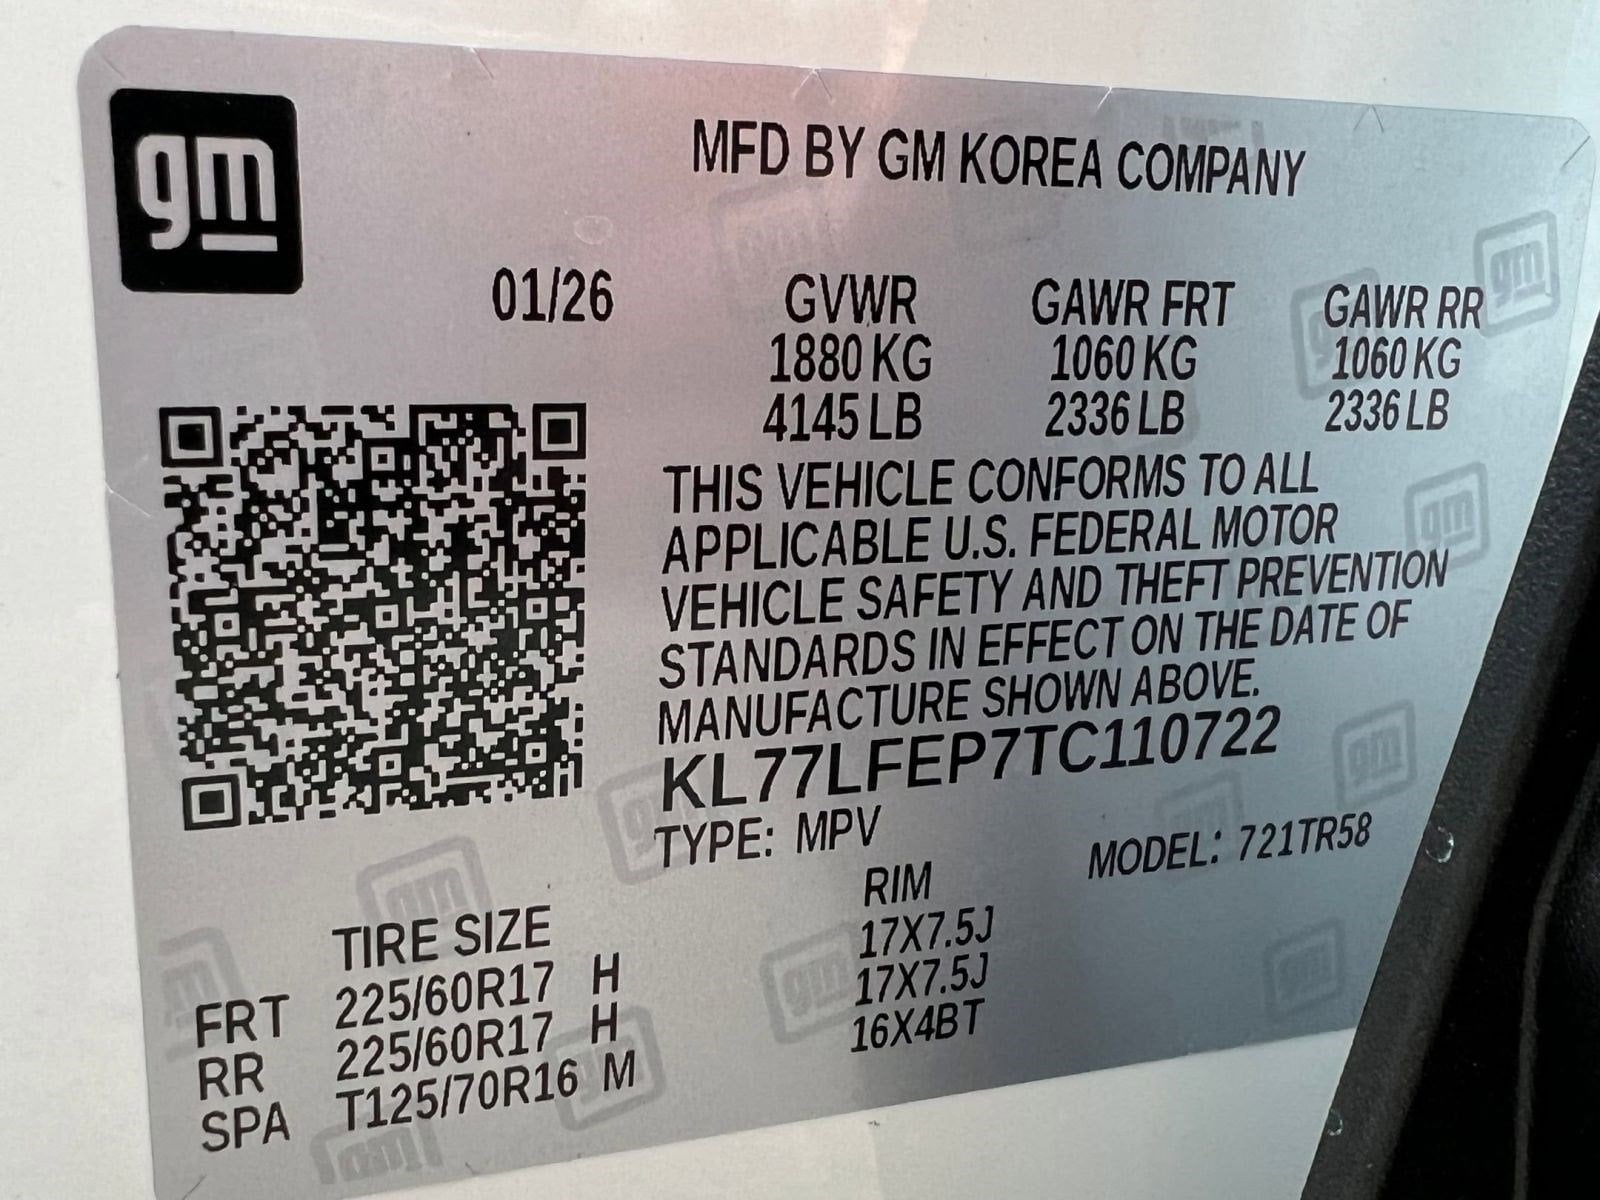 gm
MFD BY GM KOREA COMPANY
01/26 GVWR GAWR FRT GAWR RR
1880 KG 1060 KG 1060 KG
4145 LB 2336 LB 2336 LB
THIS VEHICLE CONFORMS TO ALL
APPLICABLE U.S. FEDERAL MOTOR
VEHICLE SAFETY AND THEFT PREVENTION
STANDARDS IN EFFECT ON THE DATE OF
MANUFACTURE SHOWN ABOVE.
KL77LFEP7TC110722
TYPE: MPV MODEL: 721TR58
TIRE SIZE RIM
FRT 225/60R17 H 17X7.5J
RR 225/60R17 H 17X7.5J
SPA T125/70R16 M 16X4BT